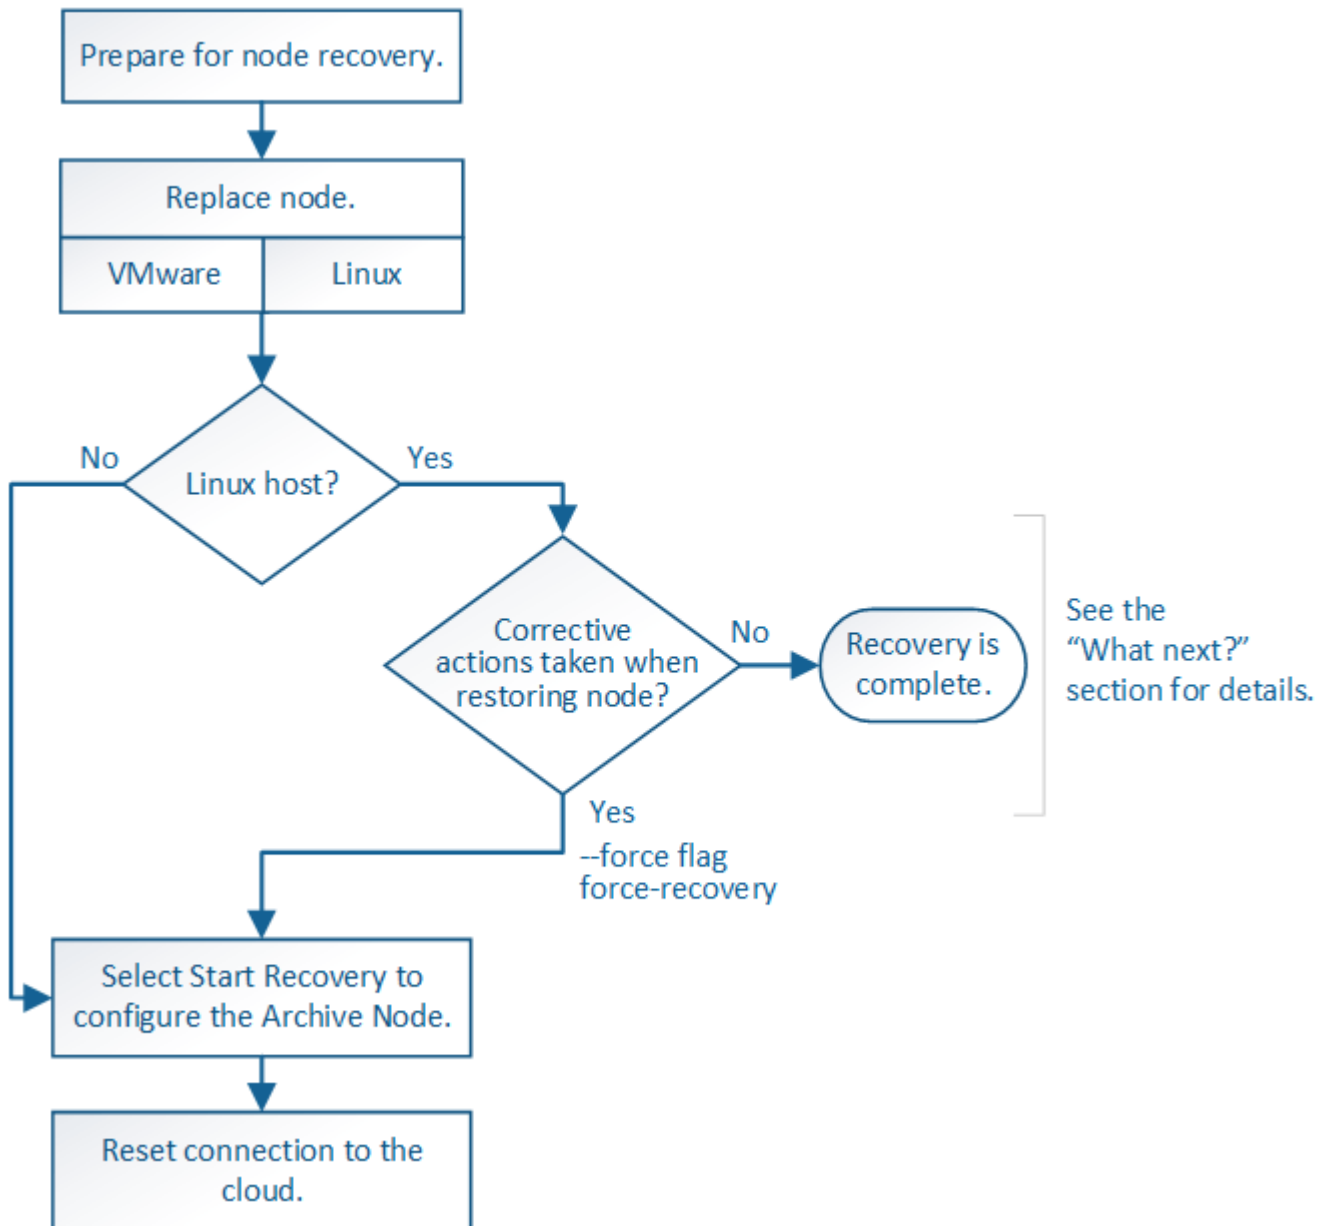 Prepare for node recovery.
Replace node.
VMware
Linux
No
Yes
Linux host?
Corrective
actions taken when
restoring node?
No
Recovery is
complete.
See the
“What next?”
section for details.
Yes
--force flag
force-recovery
Select Start Recovery to
configure the Archive Node.
Reset connection to the
cloud.